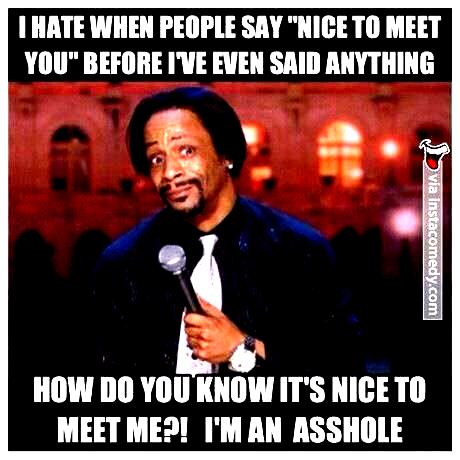 I HATE WHEN PEOPLE SAY "NICE TO MEET
YOU" BEFORE I'VE EVEN SAID ANYTHING
via instacomedy.com
HOW DO YOU KNOW IT'S NICE TO
MEET ME?! I'M AN ASSHOLE